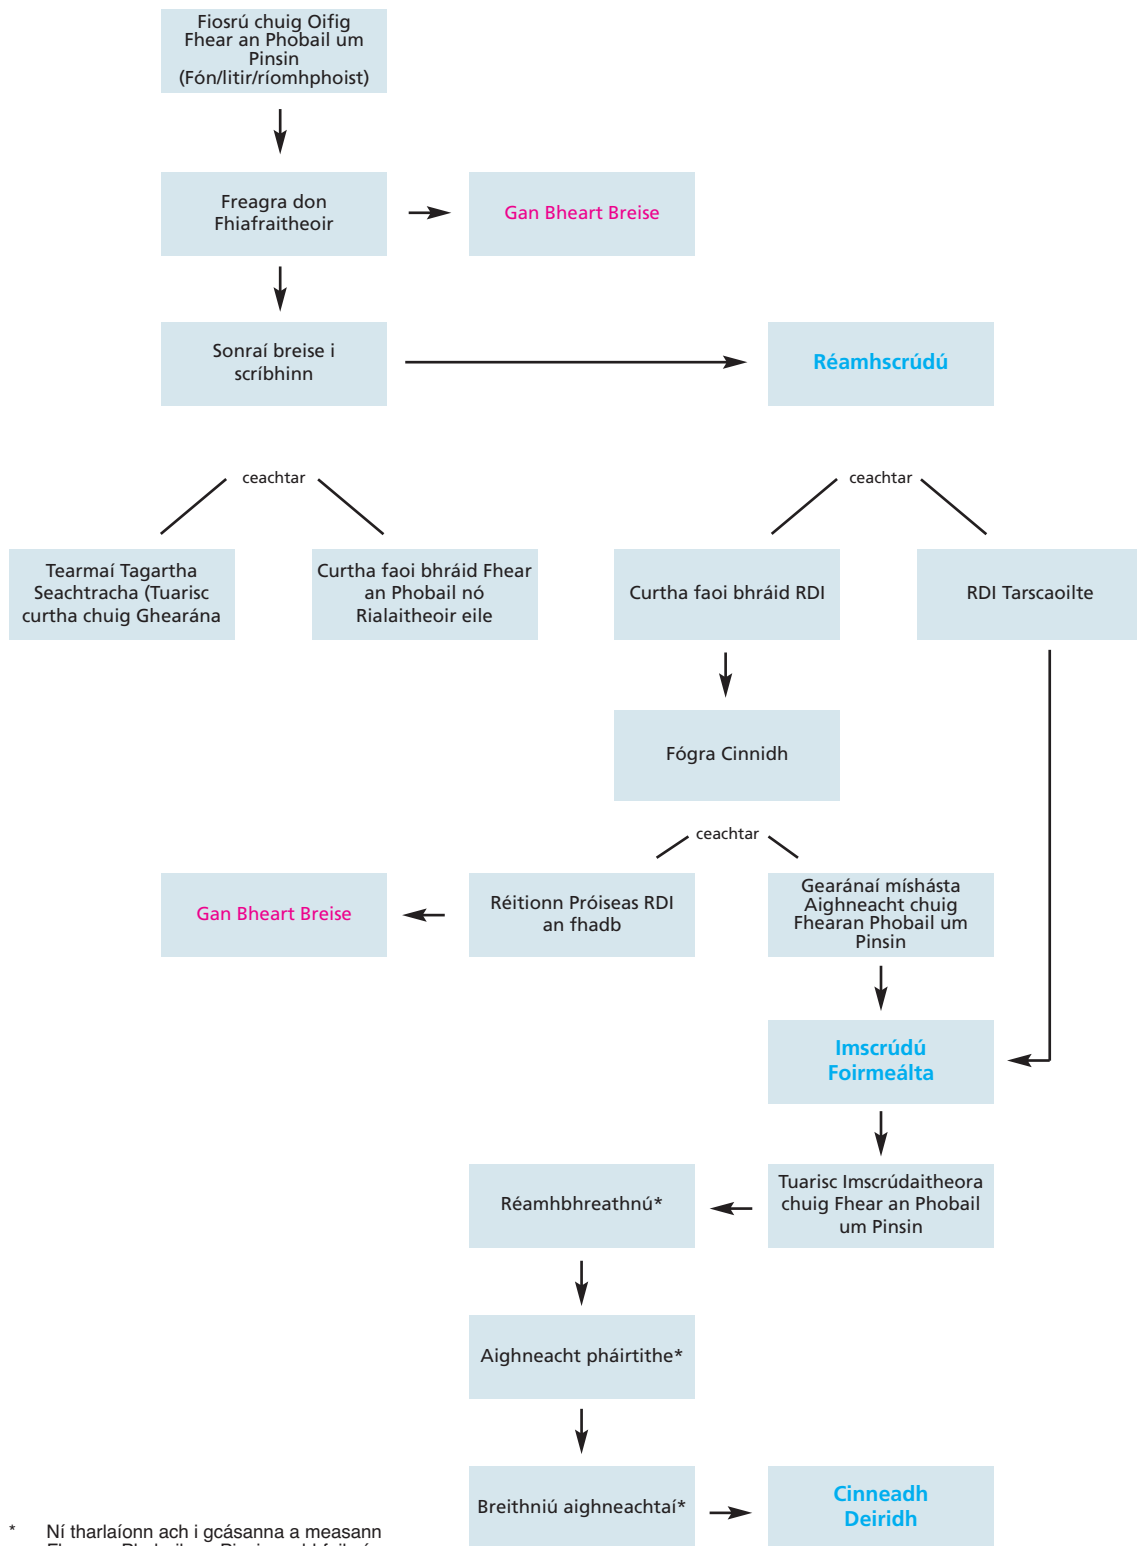 Fiosrú chuig Oifig
Fhear an Phobail um
Pinsin
(Fón/litir/ríomhphoist)
Freagra don
Fhiafraitheoir
Gan Bheart Breise
Sonraí breise i
scríbhinn
Réamhscrúdú
ceachtar
ceachtar
Tearmaí Tagartha
Seachtracha (Tuarisc
curtha chuig Ghearána
Curtha faoi bhráid Fhear
an Phobail nó
Rialaitheoir eile
Curtha faoi bhráid RDI
RDI Tarscaoilte
Fógra Cinnidh
ceachtar
Gan Bheart Breise
Réitionn Próiseas RDI
an fhadb
Gearánaí míshásta
Aighneacht chuig
Fhearan Phobail um
Pinsin
Imscrúdú
Foirmeálta
Réamhbhreathnú*
Tuarisc Imscrúdaitheora
chuig Fhear an Phobail
um Pinsin
Aighneacht pháirtithe*
Breithniú aighneachtaí*
Cinneadh
Deiridh
* Ní tharlaíonn ach i gcásanna a measann